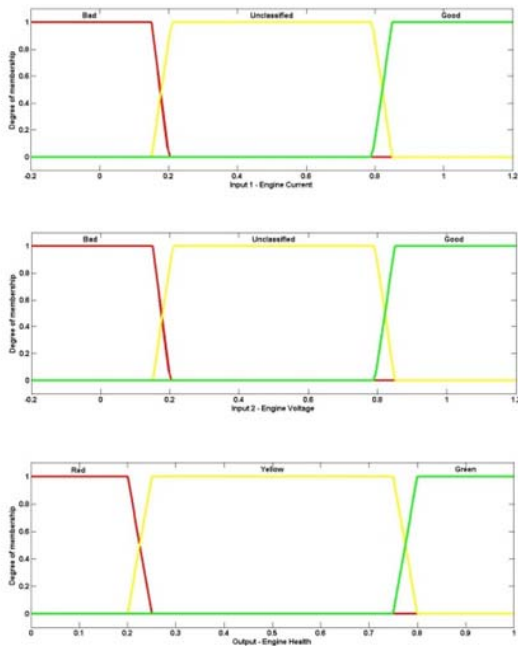 Bad Unclassified Good
Degree of membership
1
0.8
0.6
0.4
0.2
0
-0.2 0 0.2 0.4 0.6 0.8 1 1.2
Input 1 - Engine Current
Bad Unclassified Good
Degree of membership
1
0.8
0.6
0.4
0.2
0
-0.2 0 0.2 0.4 0.6 0.8 1 1.2
Input 2 - Engine Voltage
Red Yellow Green
Degree of membership
1
0.8
0.6
0.4
0.2
0
0 0.1 0.2 0.3 0.4 0.5 0.6 0.7 0.8 0.9 1
Output - Engine Health